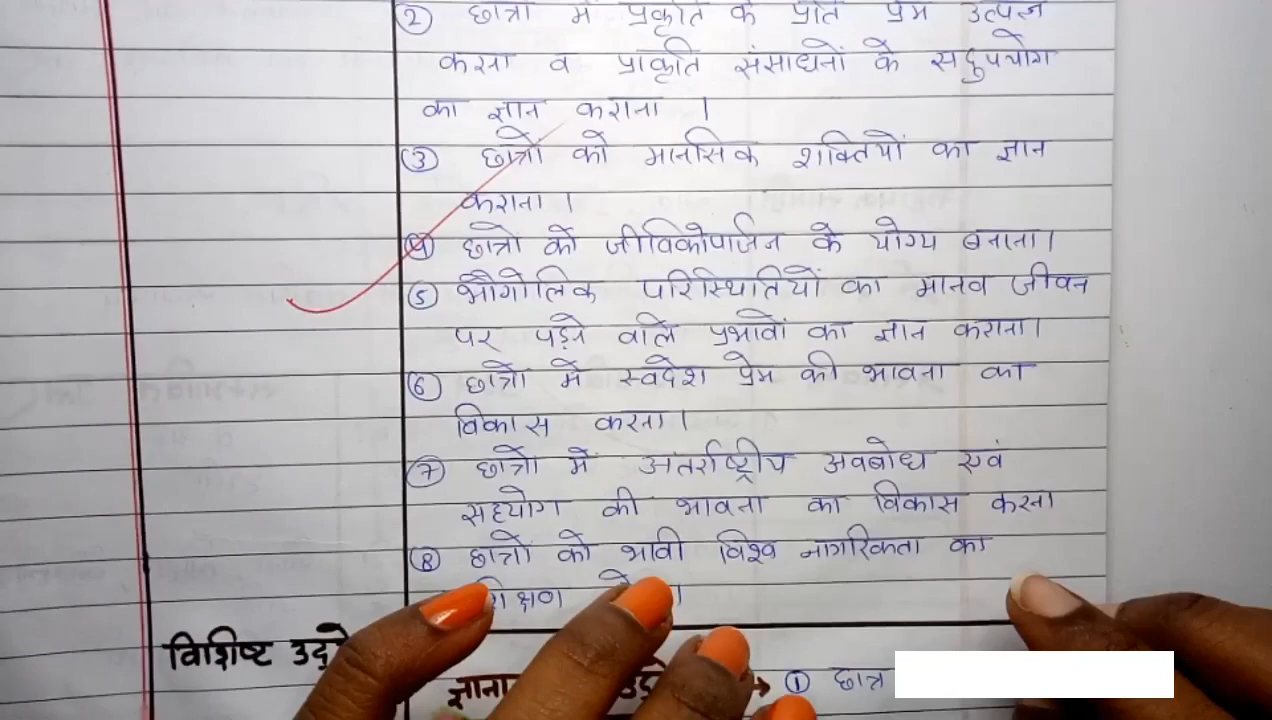 ② छात्रों में प्रकृति के प्रति प्रेम उत्पन्न
करना व प्राकृति संसाधनों के सदुपयोग
का ज्ञान कराना ।
③ छात्रों को मानसिक शक्तियों का ज्ञान
कराना ।
④ छात्रों को जीविकोपार्जन के योग्य बनाना।
⑤ भौगोलिक परिस्थितियों का मानव जीवन
पर पड़ने वाले प्रभावों का ज्ञान कराना।
⑥ छात्रों में स्वदेश प्रेम की भावना का
विकास करना।
⑦ छात्रों में अंतर्राष्ट्रीय अवबोध एवं
सहयोग की भावना का विकास करना
⑧ छात्रों को भावी विश्व नागरिकता का
विशिष्ट
→ ① छात्र